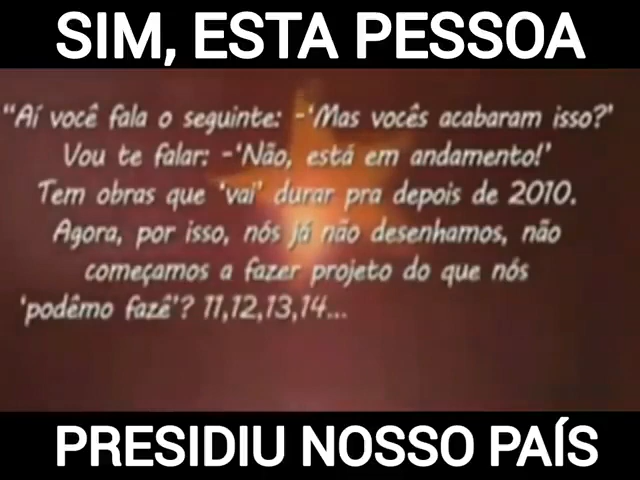 SIM, ESTA PESSOA
“Aí você fala o seguinte: -‘Mas vocês acabaram isso?’
Vou te falar: -‘Não, está em andamento!’
Tem obras que ‘vai’ durar pra depois de 2010.
Agora, por isso, nós já não desenhamos, não
começamos a fazer projeto do que nós
‘podêmo fazê’? 11,12,13,14...
PRESIDIU NOSSO PAÍS